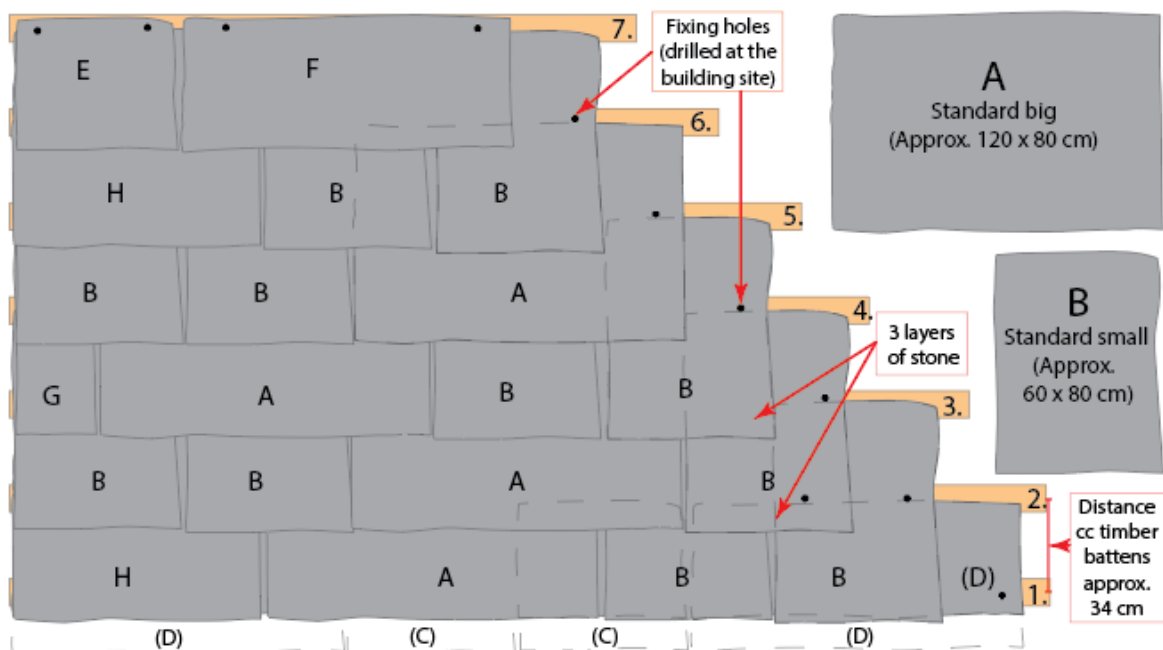 7.
Fixing holes
(drilled at the
building site)
E
F
A
Standard big
(Approx. 120 x 80 cm)
6.
H
B
B
5.
B
B
A
B
Standard small
(Approx.
60 x 80 cm)
4.
3 layers
of stone
G
A
B
B
3.
B
B
A
B
2.
Distance
cc timber
battens
approx.
34 cm
H
A
B
B
(D)
1.
(D)
(C)
(C)
(D)